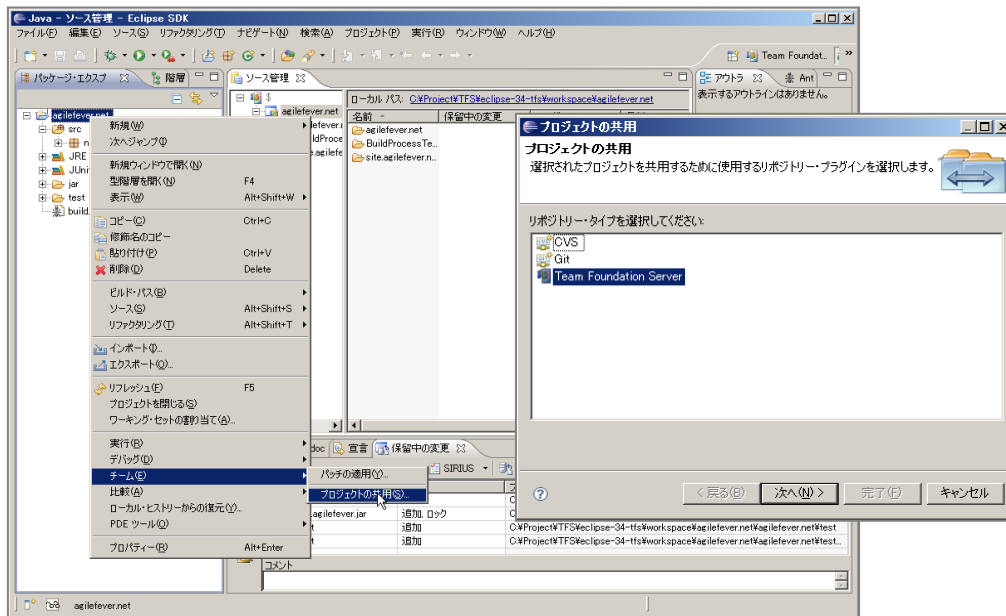 Java - ソース管理 - Eclipse SDK
ファイル(F) 編集(E) ソース(S) リファクタリング(T) ナビゲート(N) 検索(A) プロジェクト(P) 実行(R) ウィンドウ(W) ヘルプ(H)
Team Foundat...
»
パッケージ・エクスプ
階層
ソース管理
アウトラ
Ant
表示するアウトラインはありません。
agilefever.net
src
n
JRE
JUni
jar
test
build.
$
agilefever.net
ローカル パス: C:¥Project¥TFS¥eclipse-34-tfs¥workspace¥agilefever.net
名前
保留中の変更
agilefever.net
BuildProcessTe...
site.agilefever.n...
新規(W)
次へジャンプ(I)
新規ウィンドウで開く(N)
型階層を開く(N) F4
表示(W) Alt+Shift+W
コピー(C) Ctrl+C
修飾名のコピー
貼り付け(P) Ctrl+V
削除(D) Delete
ビルド・パス(B)
ソース(S) Alt+Shift+S
リファクタリング(T) Alt+Shift+T
インポート(I)...
エクスポート(O)...
リフレッシュ(F) F5
プロジェクトを閉じる(S)
ワーキング・セットの割り当て(A)...
実行(R)
デバッグ(D)
チーム(E)
比較(A)
ローカル・ヒストリーからの復元(Y)...
PDE ツール(O)
プロパティー(R) Alt+Enter
パッチの適用(Y)...
プロジェクトの共用(S)...
doc
宣言
保留中の変更
SIRIUS
.agilefever.jar 追加, ロック
追加 C:¥Project¥TFS¥eclipse-34-tfs¥workspace¥agilefever.net¥agilefever.net¥test
追加 C:¥Project¥TFS¥eclipse-34-tfs¥workspace¥agilefever.net¥agilefever.net¥test...
コメント
agilefever.net
プロジェクトの共用
プロジェクトの共用
選択されたプロジェクトを共用するために使用するリポジトリー・プラグインを選択します。
リポジトリー・タイプを選択してください:
CVS
Git
Team Foundation Server
< 戻る(B) 次へ(N) > 完了(F) キャンセル